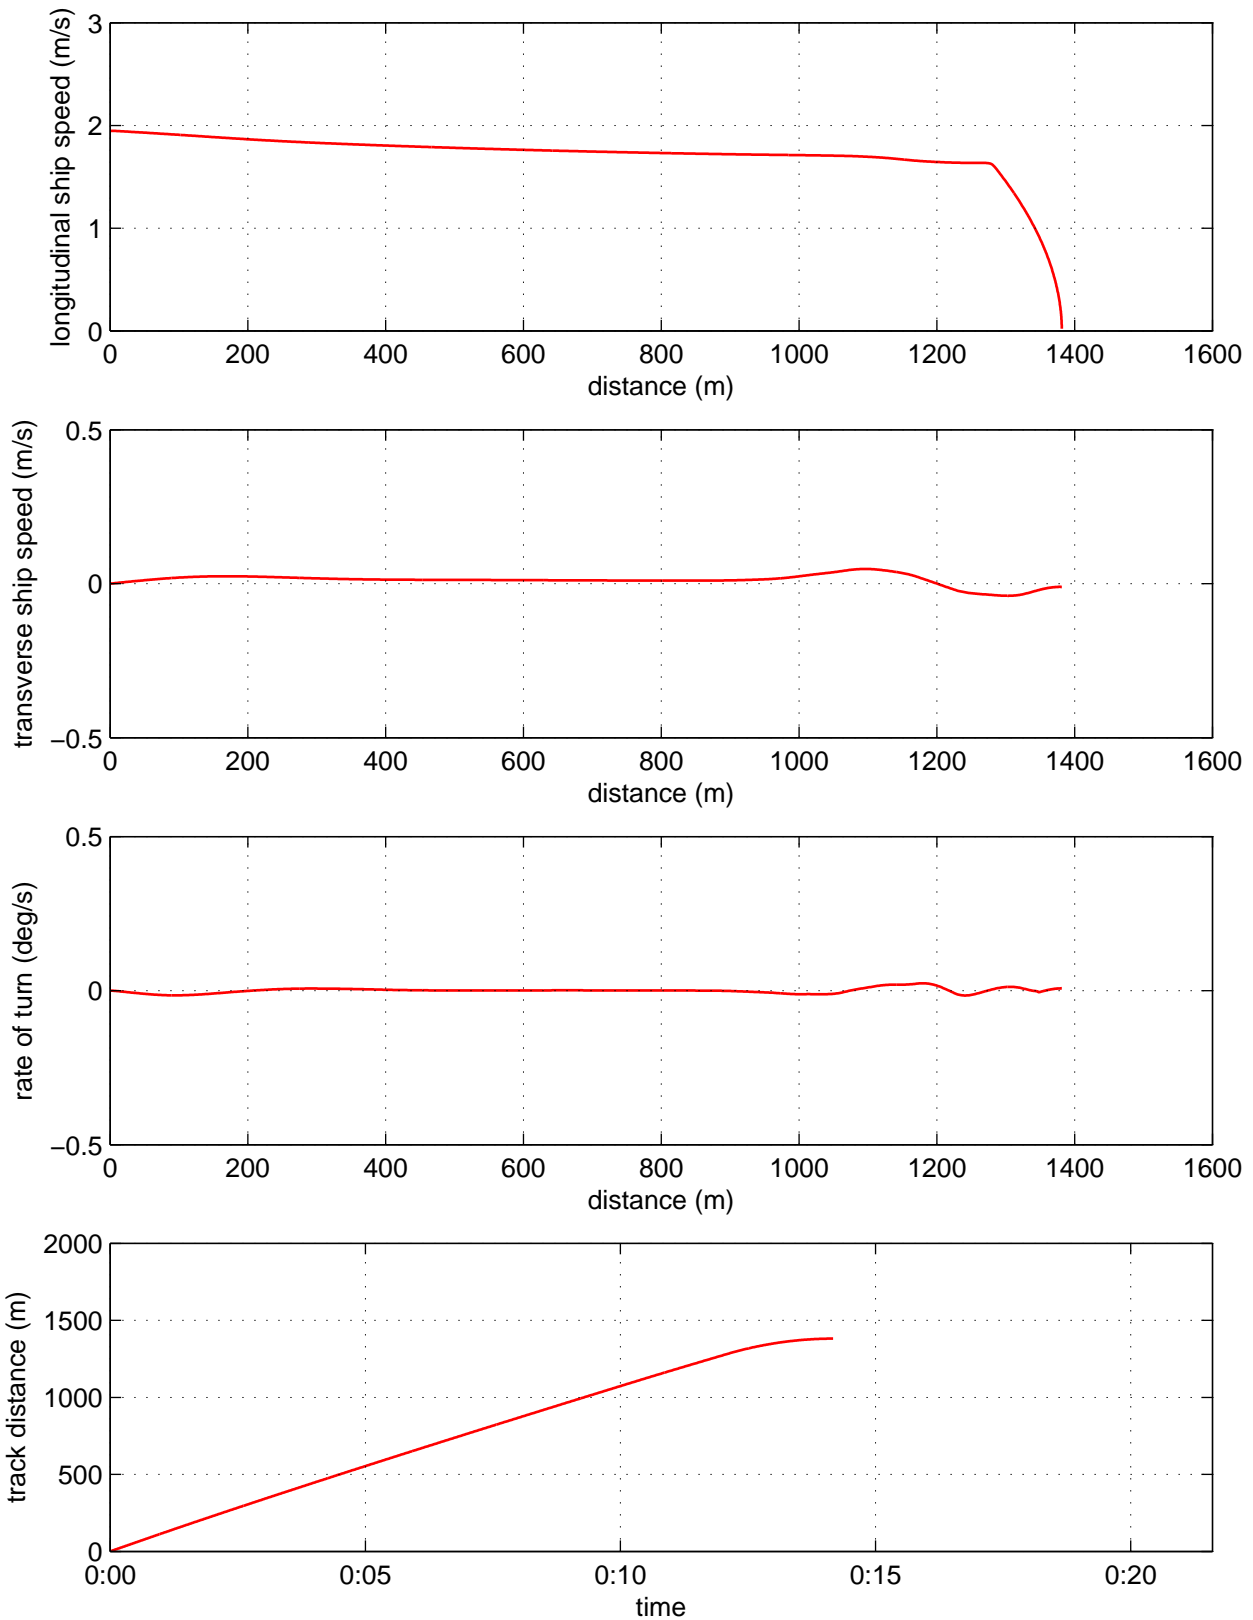 longitudinal ship speed (m/s)
3
2
1
0
0 200 400 600 800 1000 1200 1400 1600
distance (m)
transverse ship speed (m/s)
0.5
0
−0.5
0 200 400 600 800 1000 1200 1400 1600
distance (m)
rate of turn (deg/s)
0.5
0
−0.5
0 200 400 600 800 1000 1200 1400 1600
distance (m)
track distance (m)
2000
1500
1000
500
0
0:00 0:05 0:10 0:15 0:20
time